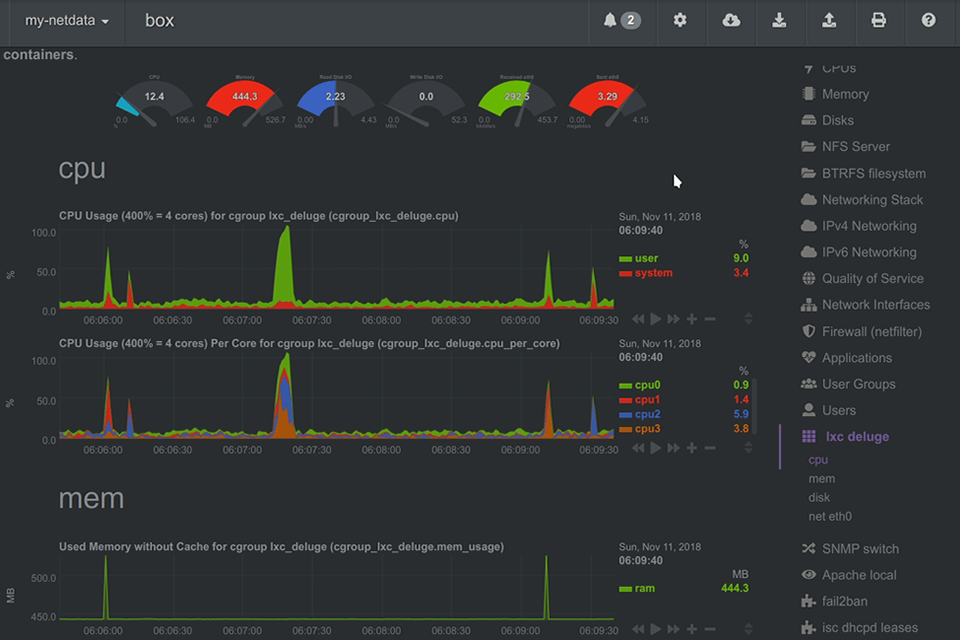 my-netdata
box
2
containers.
CPU
Memory
Read Disk I/O
Write Disk I/O
Received eth0
Sent eth0
12.4
444.3
2.23
0.0
292.5
3.29
0.0 106.4
0.00 526.7
0.00 4.43
0.0 52.3
0.0 453.7
0.00 4.15
%
MB
MB/s
MB/s
kilobits/s
megabits/s
cpu
CPU Usage (400% = 4 cores) for cgroup lxc_deluge (cgroup_lxc_deluge.cpu)
Sun, Nov 11, 2018
06:09:40
%
user 9.0
system 3.4
100.0
50.0
0.0
%
06:06:00 06:06:30 06:07:00 06:07:30 06:08:00 06:08:30 06:09:00 06:09:30
CPU Usage (400% = 4 cores) Per Core for cgroup lxc_deluge (cgroup_lxc_deluge.cpu_per_core)
Sun, Nov 11, 2018
06:09:40
%
cpu0 0.9
cpu1 1.4
cpu2 5.9
cpu3 3.8
100.0
50.0
0.0
%
06:06:00 06:06:30 06:07:00 06:07:30 06:08:00 06:08:30 06:09:00 06:09:30
mem
Used Memory without Cache for cgroup lxc_deluge (cgroup_lxc_deluge.mem_usage)
Sun, Nov 11, 2018
06:09:40
MB
ram 444.3
500.0
450.0
MB
06:06:00 06:06:30 06:07:00 06:07:30 06:08:00 06:08:30 06:09:00 06:09:30
CPUs
Memory
Disks
NFS Server
BTRFS filesystem
Networking Stack
IPv4 Networking
IPv6 Networking
Quality of Service
Network Interfaces
Firewall (netfilter)
Applications
User Groups
Users
lxc deluge
cpu
mem
disk
net eth0
SNMP switch
Apache local
fail2ban
isc dhcpd leases